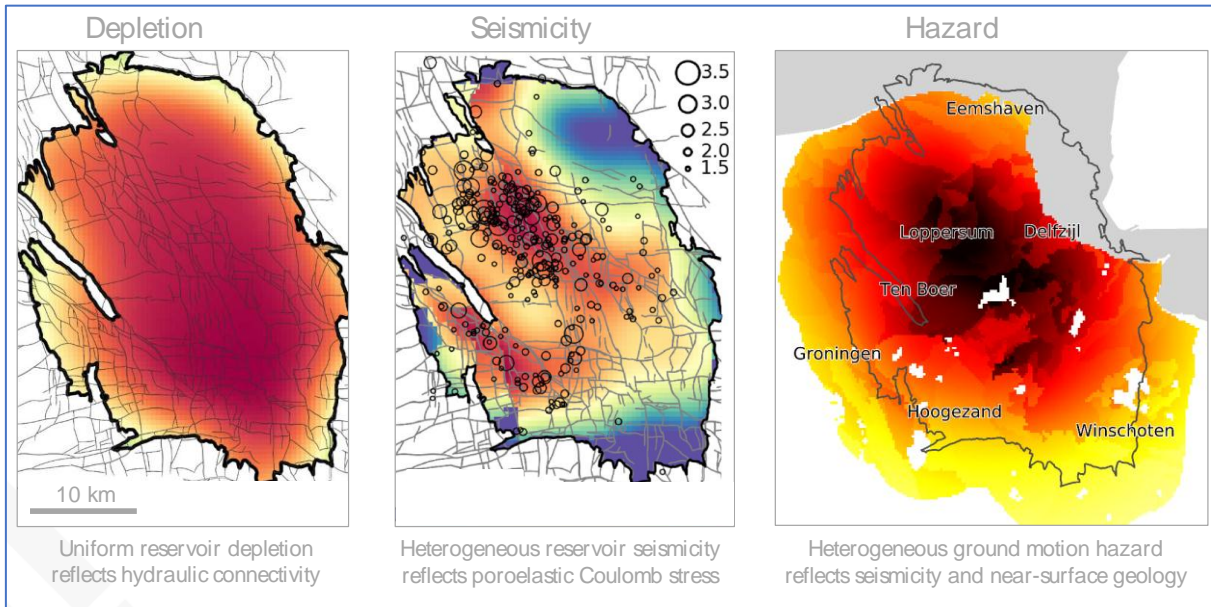 Depletion
Seismicity
Hazard
3.5
3.0
2.5
2.0
1.5
Eemshaven
Loppersum
Delfzijl
Ten Boer
Groningen
Hoogezand
Winschoten
10 km
Uniform reservoir depletion
reflects hydraulic connectivity
Heterogeneous reservoir seismicity
reflects poroelastic Coulomb stress
Heterogeneous ground motion hazard
reflects seismicity and near-surface geology